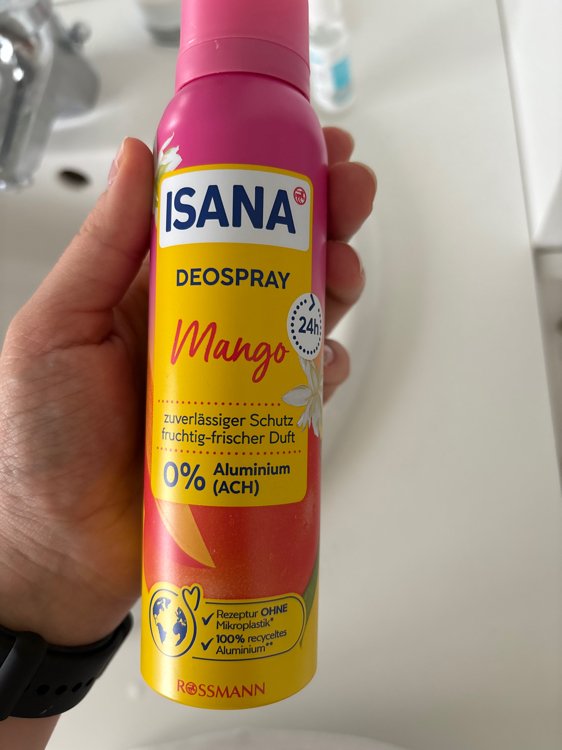 ISANA
DEOSPRAY
24h
Mango
zuverlässiger Schutz
fruchtig-frischer Duft
0% Aluminium
(ACH)
Rezeptur OHNE
Mikroplastik*
100% recyceltes
Aluminium**
ROSSMANN